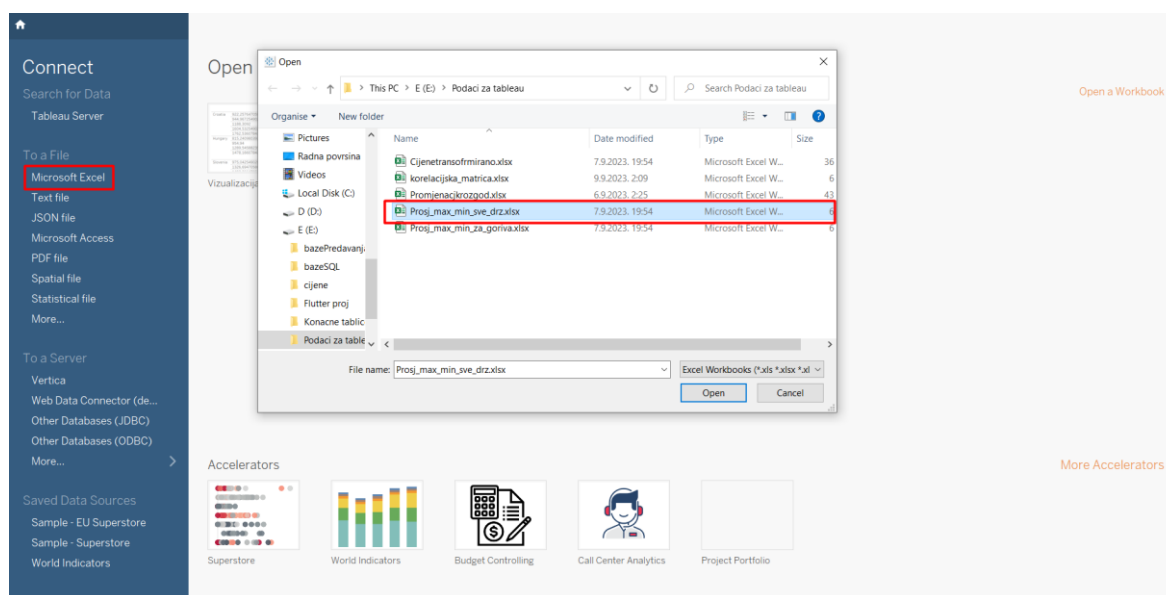 Connect
Search for Data
Tableau Server
To a File
Microsoft Excel
Text file
JSON file
Microsoft Access
PDF file
Spatial file
Statistical file
More...
To a Server
Vertica
Web Data Connector (de...
Other Databases (JDBC)
Other Databases (ODBC)
More...
Saved Data Sources
Sample - EU Superstore
Sample - Superstore
World Indicators
Open
Open a Workbook
Vizualizacija
Open
This PC > E (E:) > Podaci za tableau
Search Podaci za tableau
Organise
New folder
Pictures
Radna povrsina
Videos
Local Disk (C:)
D (D:)
E (E:)
bazePredavanja
bazeSQL
cijene
Flutter proj
Konacne tablic
Podaci za table
Name Date modified Type Size
Cijenetransofrmirano.xlsx 7.9.2023. 19:54 Microsoft Excel W... 36
korelacijska_matrica.xlsx 9.9.2023. 2:09 Microsoft Excel W... 6
Promjenacjkrozgod.xlsx 6.9.2023. 2:25 Microsoft Excel W... 43
Prosj_max_min_sve_drz.xlsx 7.9.2023. 19:54 Microsoft Excel W... 6
Prosj_max_min_za_goriva.xlsx 7.9.2023. 19:54 Microsoft Excel W... 6
File name: Prosj_max_min_sve_drz.xlsx
Excel Workbooks (*.xls *.xlsx *.xl
Open
Cancel
Accelerators
More Accelerators
Superstore
World Indicators
Budget Controlling
Call Center Analytics
Project Portfolio